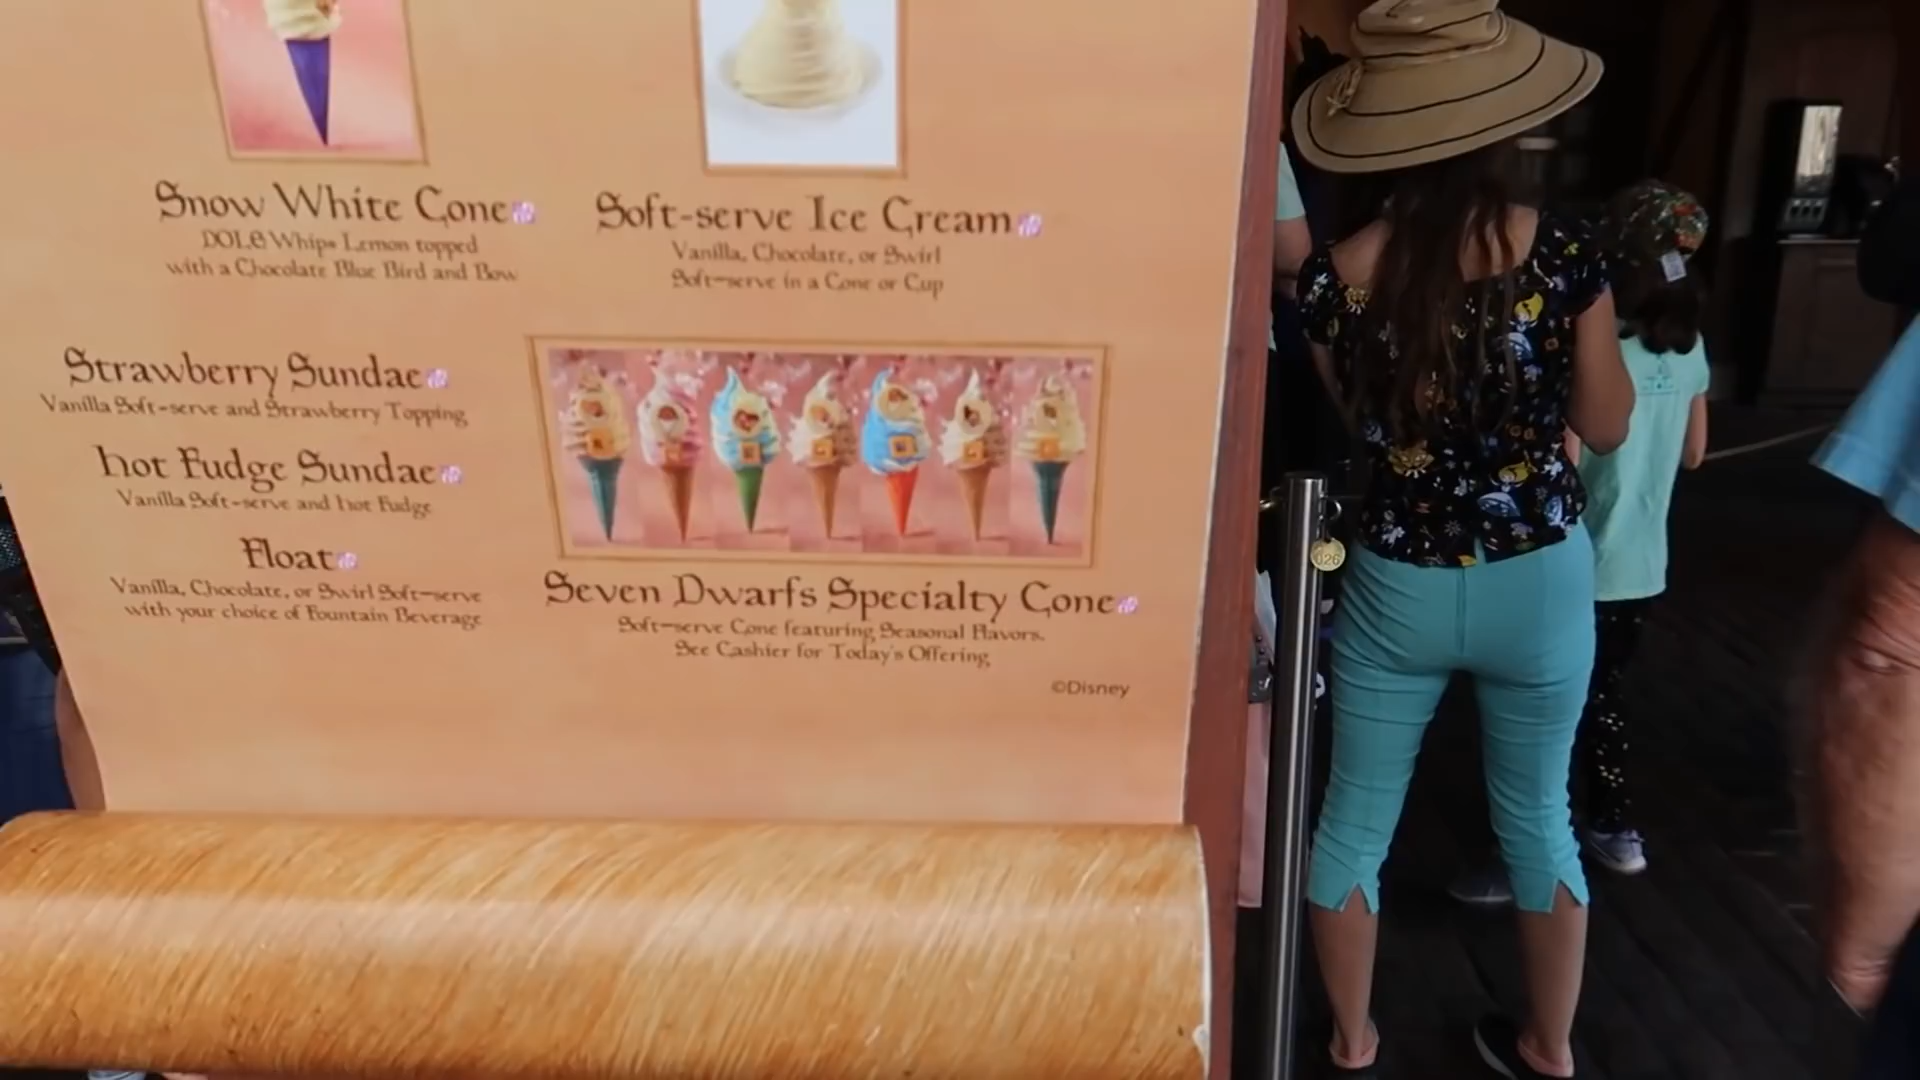 Snow White Cone
DOLE Whip® Lemon topped
with a Chocolate Blue Bird and Bow
Soft-serve Ice Cream
Vanilla, Chocolate, or Swirl
Soft-serve in a Cone or Cup
Strawberry Sundae
Vanilla Soft-serve and Strawberry Topping
Hot Fudge Sundae
Vanilla Soft-serve and Hot Fudge
Float
Vanilla, Chocolate, or Swirl Soft-serve
with your choice of Fountain Beverage
Seven Dwarfs Specialty Cone
Soft-serve Cone featuring Seasonal Flavors.
See Cashier for Today's Offering
©Disney
026